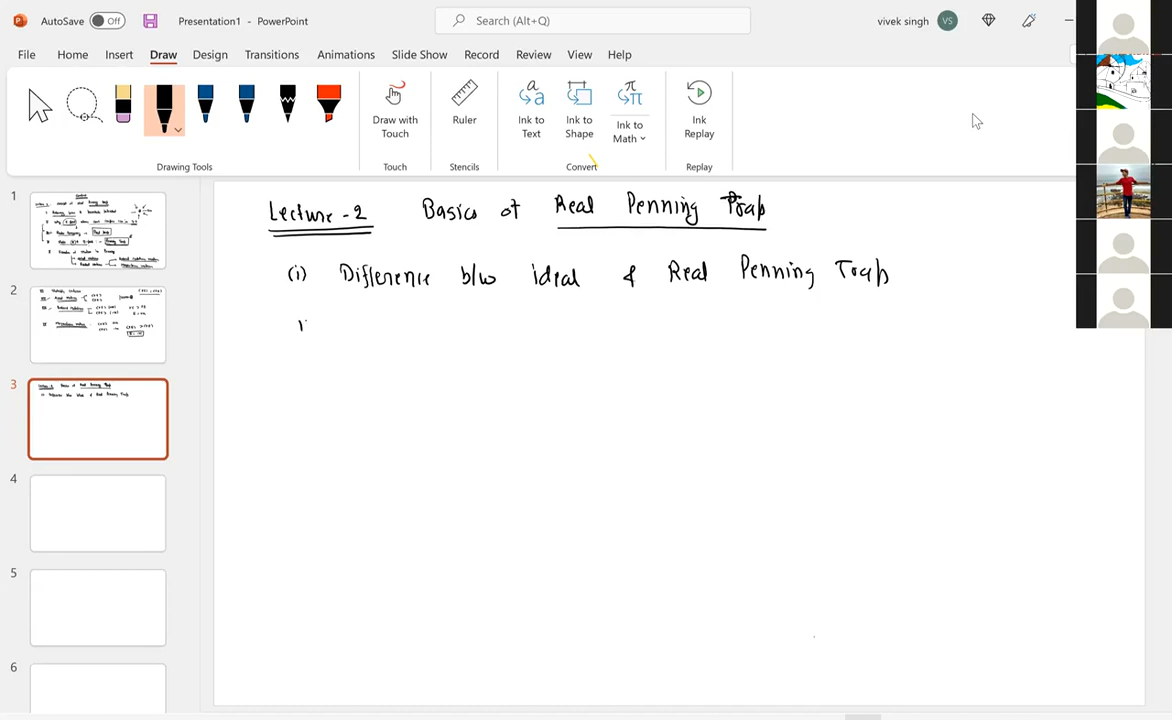 AutoSave Off Presentation1 - PowerPoint Search (Alt+Q) vivek singh VS
File Home Insert Draw Design Transitions Animations Slide Show Record Review View Help
Draw with Touch
Ruler
Ink to Text
Ink to Shape
Ink to Math
Ink Replay
Drawing Tools Touch Stencils Convert Replay
1
2
3
4
5
6
Lecture-2 Basics of Real Penning Trap
(i) Difference b/w ideal & Real Penning Trap